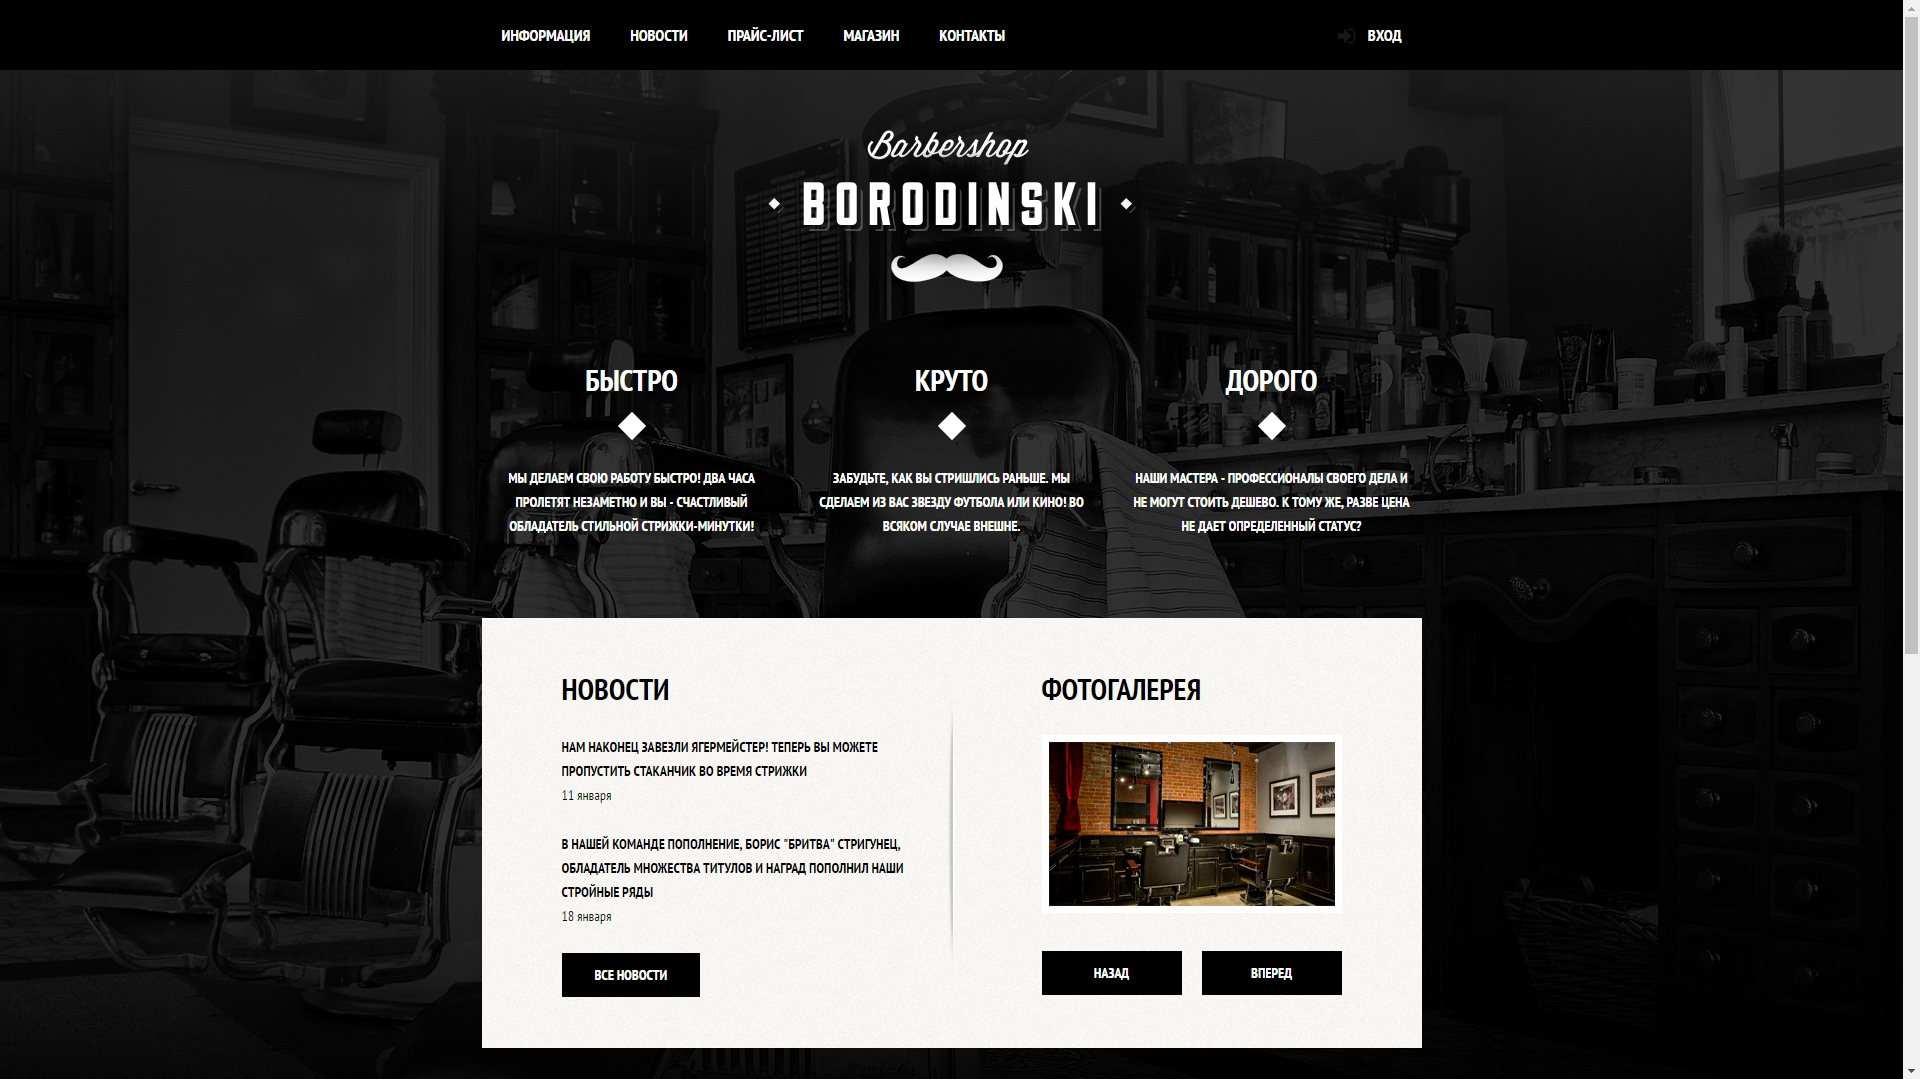 ИНФОРМАЦИЯ НОВОСТИ ПРАЙС-ЛИСТ МАГАЗИН КОНТАКТЫ ВХОД
Barbershop
BORODINSKI
БЫСТРО
МЫ ДЕЛАЕМ СВОЮ РАБОТУ БЫСТРО! ДВА ЧАСА
ПРОЛЕТЯТ НЕЗАМЕТНО И ВЫ - СЧАСТЛИВЫЙ
ОБЛАДАТЕЛЬ СТИЛЬНОЙ СТРИЖКИ-МИНУТКИ!
КРУТО
ЗАБУДЬТЕ, КАК ВЫ СТРИШЛИСЬ РАНЬШЕ. МЫ
СДЕЛАЕМ ИЗ ВАС ЗВЕЗДУ ФУТБОЛА ИЛИ КИНО! ВО
ВСЯКОМ СЛУЧАЕ ВНЕШНЕ.
ДОРОГО
НАШИ МАСТЕРА - ПРОФЕССИОНАЛЫ СВОЕГО ДЕЛА И
НЕ МОГУТ СТОИТЬ ДЕШЕВО. К ТОМУ ЖЕ, РАЗВЕ ЦЕНА
НЕ ДАЕТ ОПРЕДЕЛЕННЫЙ СТАТУС?
НОВОСТИ
НАМ НАКОНЕЦ ЗАВЕЗЛИ ЯГЕРМЕЙСТЕР! ТЕПЕРЬ ВЫ МОЖЕТЕ
ПРОПУСТИТЬ СТАКАНЧИК ВО ВРЕМЯ СТРИЖКИ
11 января
В НАШЕЙ КОМАНДЕ ПОПОЛНЕНИЕ, БОРИС "БРИТВА" СТРИГУНЕЦ,
ОБЛАДАТЕЛЬ МНОЖЕСТВА ТИТУЛОВ И НАГРАД ПОПОЛНИЛ НАШИ
СТРОЙНЫЕ РЯДЫ
18 января
ВСЕ НОВОСТИ
ФОТОГАЛЕРЕЯ
НАЗАД ВПЕРЕД